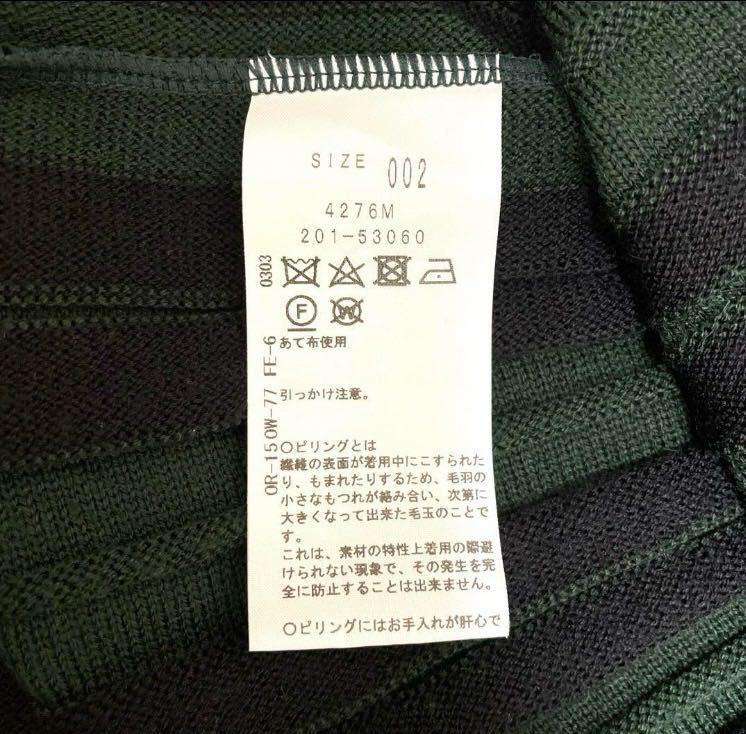 SIZE 002
4276M
201-53060
0303
F
W
OR-150W-77 FE-6
あて布使用
引っかけ注意。
〇ピリングとは
繊維の表面が着用中にこすられた
り、もまれたりするため、毛羽の
小さなもつれが絡み合い、次第に
大きくなって出来た毛玉のことで
す。
これは、素材の特性上着用の際避
けられない現象で、その発生を完
全に防止することは出来ません。
〇ピリングにはお手入れが肝心で